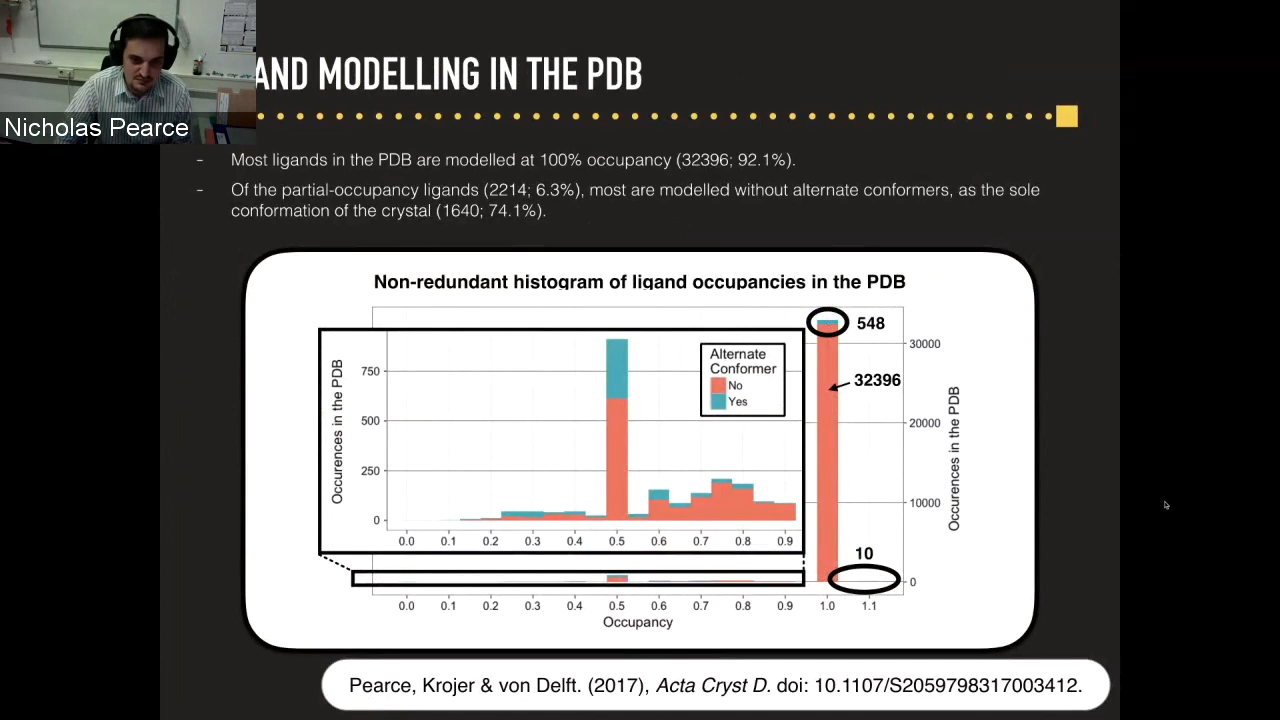 AND MODELLING IN THE PDB
Nicholas Pearce
- Most ligands in the PDB are modelled at 100% occupancy (32396; 92.1%).
- Of the partial-occupancy ligands (2214; 6.3%), most are modelled without alternate conformers, as the sole
conformation of the crystal (1640; 74.1%).
Non-redundant histogram of ligand occupancies in the PDB
Occurences in the PDB
750
500
250
0
0.0 0.1 0.2 0.3 0.4 0.5 0.6 0.7 0.8 0.9
Alternate
Conformer
No
Yes
548
32396
10
30000
20000
10000
0
Occurences in the PDB
0.0 0.1 0.2 0.3 0.4 0.5 0.6 0.7 0.8 0.9 1.0 1.1
Occupancy
Pearce, Krojer & von Delft. (2017), Acta Cryst D. doi: 10.1107/S2059798317003412.